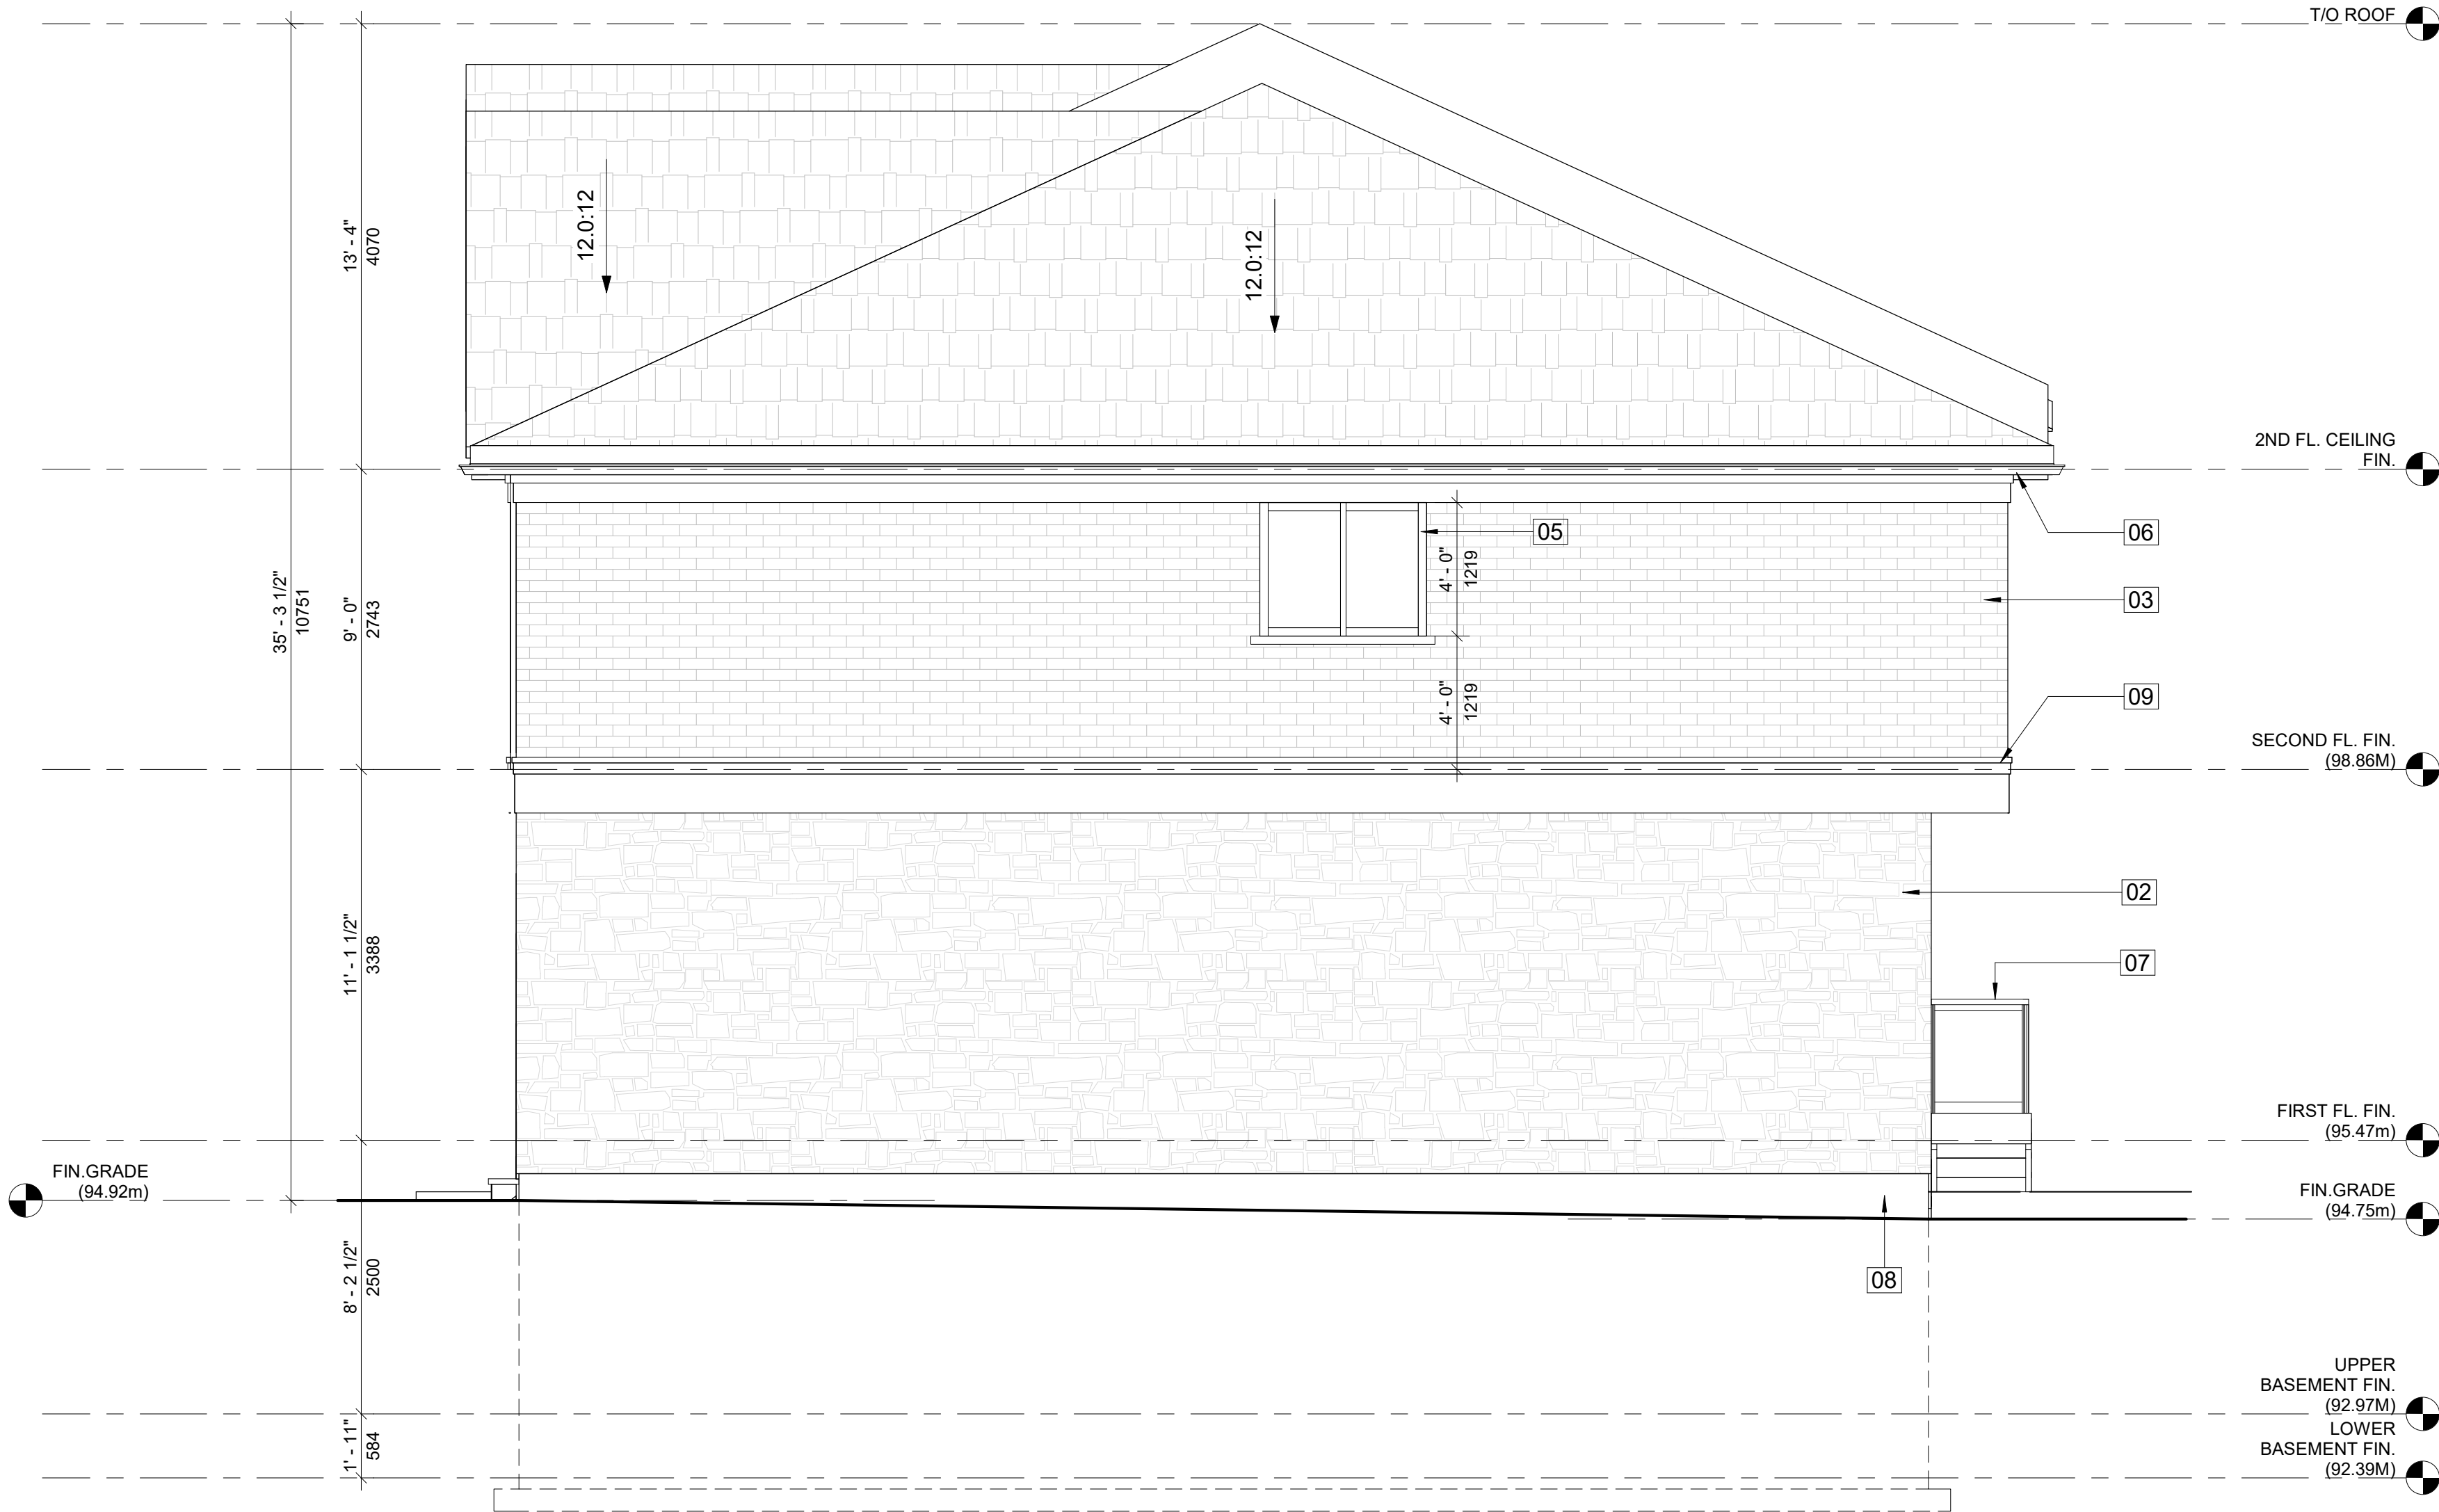 T/O ROOF
12.0:12
12.0:12
13' - 4"
4070
2ND FL. CEILING
FIN.
05
06
4' - 0"
1219
35' - 3 1/2"
10751
9' - 0"
2743
03
4' - 0"
1219
09
SECOND FL. FIN.
(98.86M)
02
11' - 1 1/2"
3388
07
FIRST FL. FIN.
(95.47m)
FIN.GRADE
(94.92m)
FIN.GRADE
(94.75m)
8' - 2 1/2"
2500
08
UPPER
BASEMENT FIN.
(92.97M)
1' - 11"
584
LOWER
BASEMENT FIN.
(92.39M)